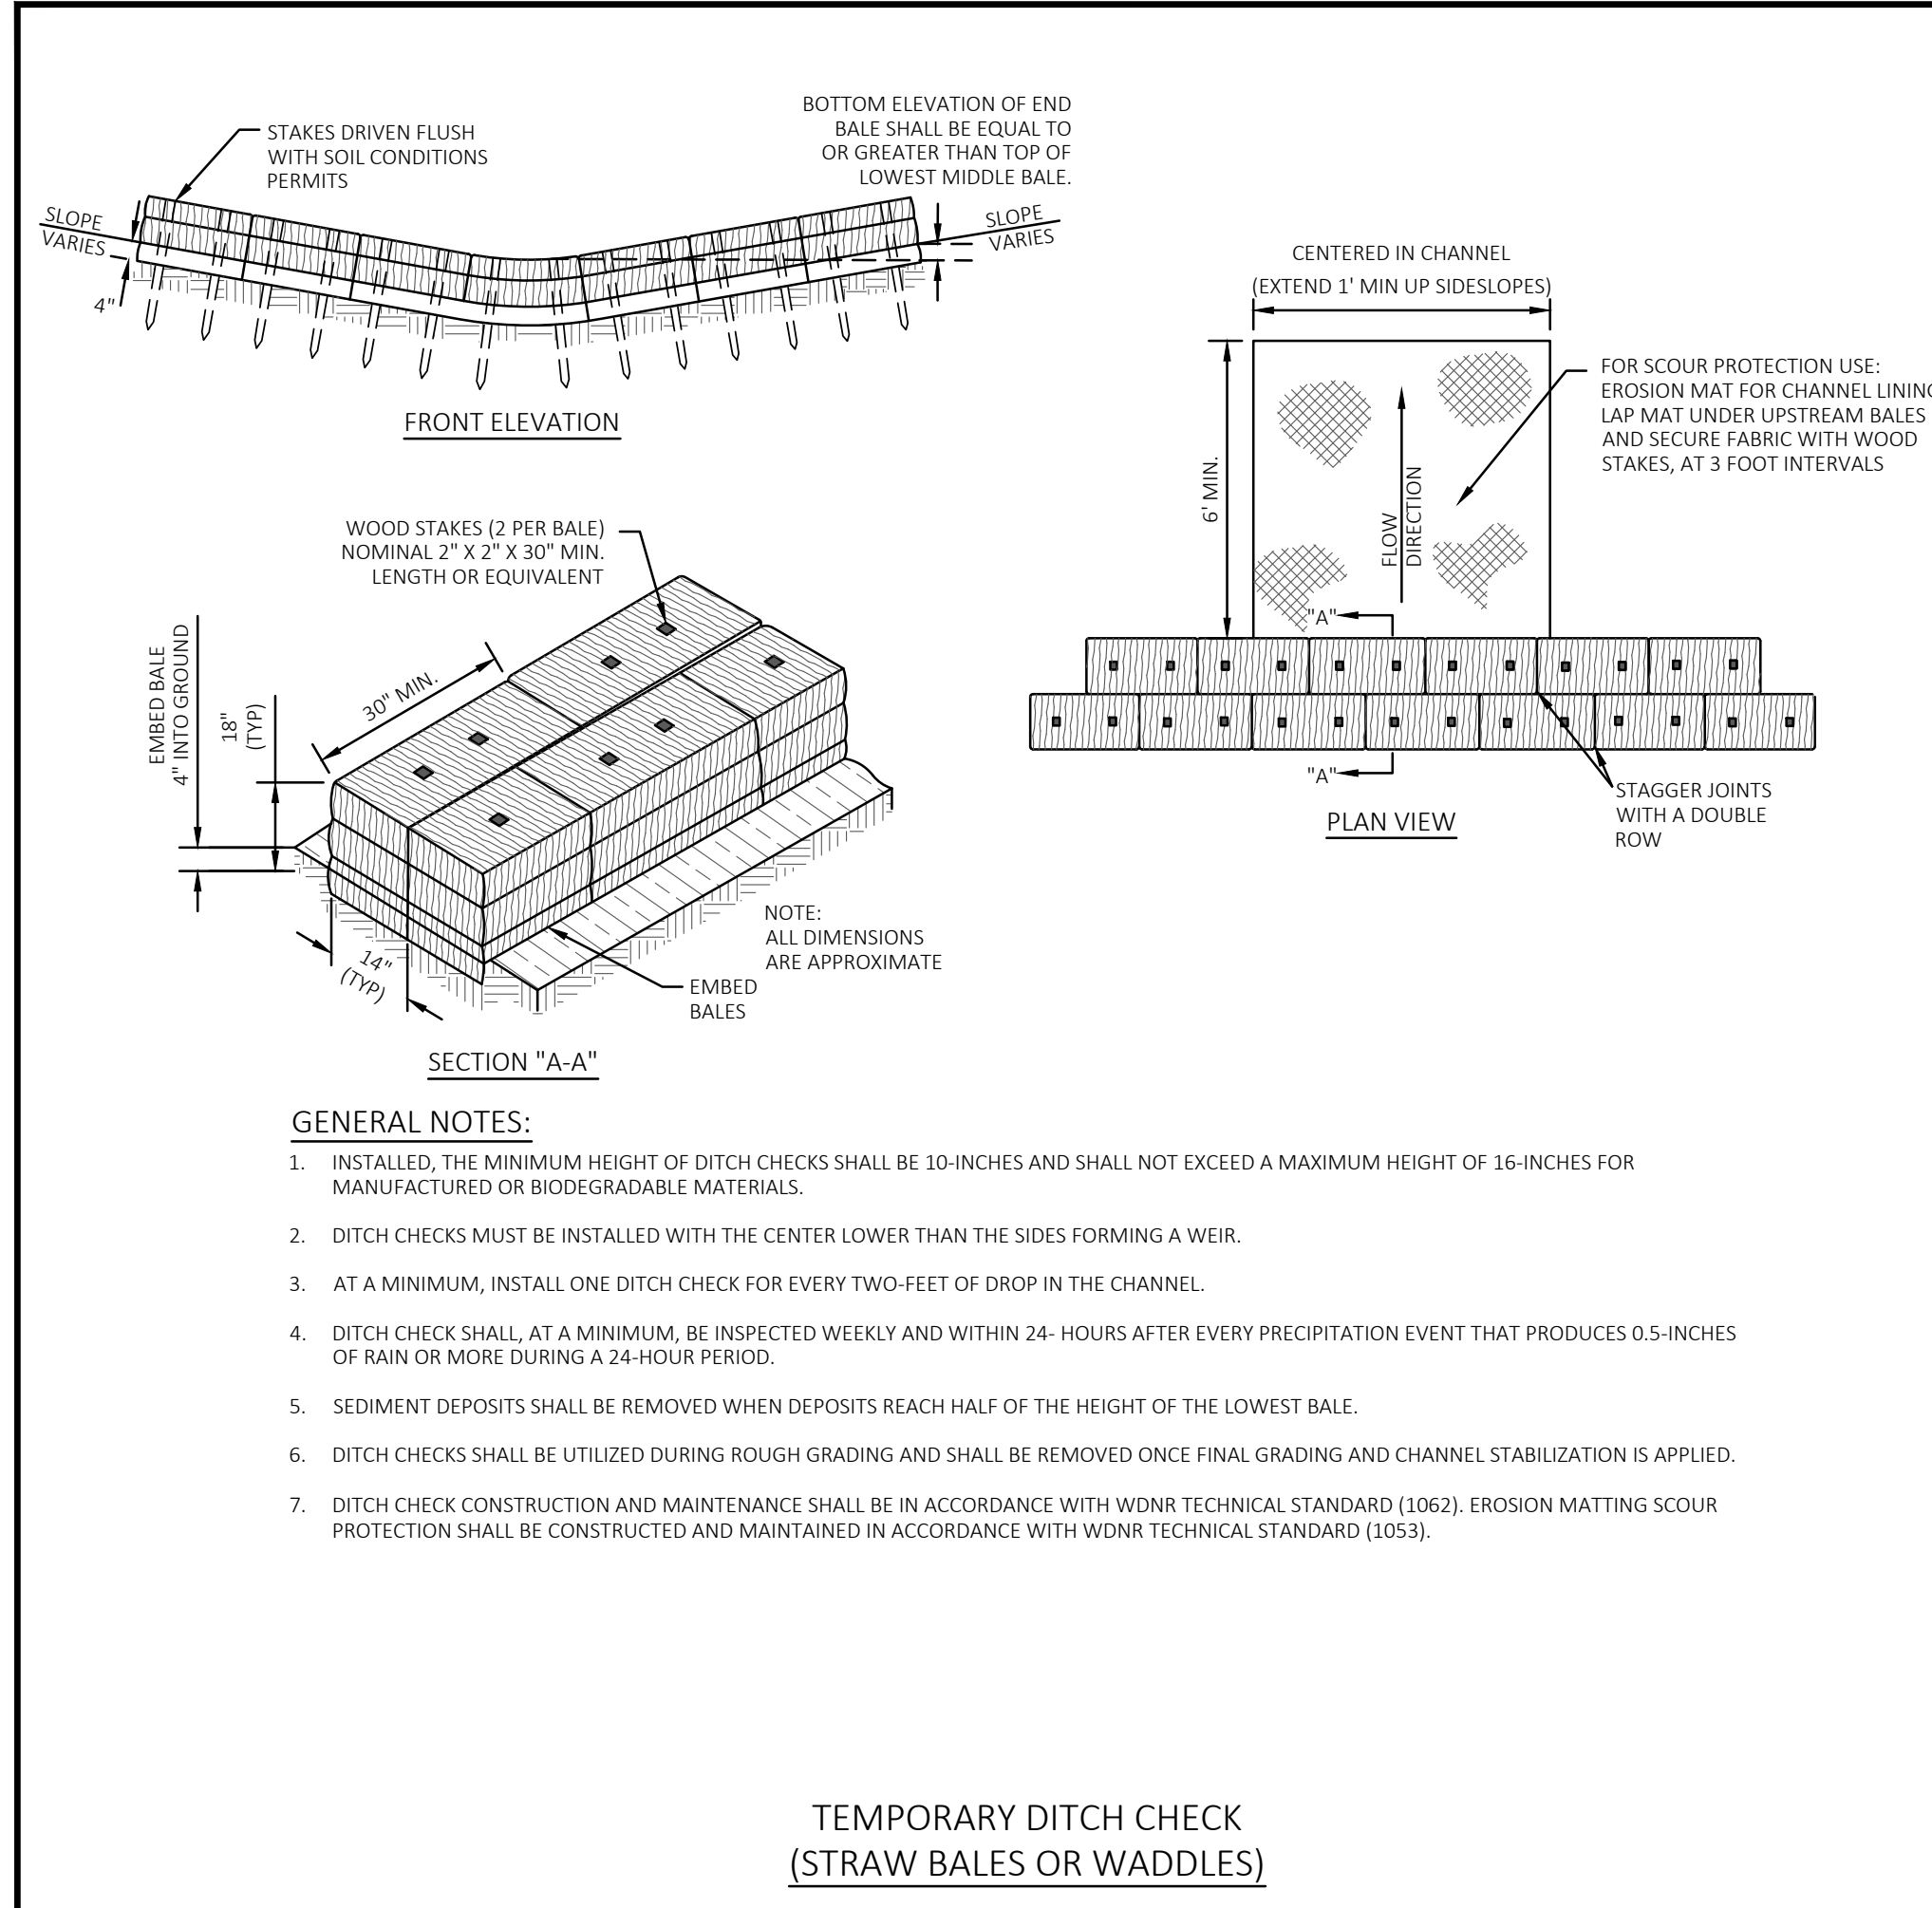 STAKES DRIVEN FLUSH
WITH SOIL CONDITIONS
PERMITS
BOTTOM ELEVATION OF END
BALE SHALL BE EQUAL TO
OR GREATER THAN TOP OF
LOWEST MIDDLE BALE.
SLOPE
VARIES
4"
SLOPE
VARIES
FRONT ELEVATION
CENTERED IN CHANNEL
(EXTEND 1' MIN UP SIDESLOPES)
6' MIN.
FLOW
DIRECTION
FOR SCOUR PROTECTION USE:
EROSION MAT FOR CHANNEL
LAP MAT UNDER UPSTREAM BALES
AND SECURE FABRIC WITH WOOD
STAKES, AT 3 FOOT INTERVALS
"A"
"A"
PLAN VIEW
STAGGER JOINTS
WITH A DOUBLE
ROW
WOOD STAKES (2 PER BALE)
NOMINAL 2" X 2" X 30" MIN.
LENGTH OR EQUIVALENT
EMBED BALE
4" INTO GROUND
18"
(TYP)
30" MIN.
14"
(TYP)
NOTE:
ALL DIMENSIONS
ARE APPROXIMATE
EMBED
BALES
SECTION "A-A"
GENERAL NOTES:
1. INSTALLED, THE MINIMUM HEIGHT OF DITCH CHECKS SHALL BE 10-INCHES AND SHALL NOT EXCEED A MAXIMUM HEIGHT OF 16-INCHES FOR
MANUFACTURED OR BIODEGRADABLE MATERIALS.
2. DITCH CHECKS MUST BE INSTALLED WITH THE CENTER LOWER THAN THE SIDES FORMING A WEIR.
3. AT A MINIMUM, INSTALL ONE DITCH CHECK FOR EVERY TWO-FEET OF DROP IN THE CHANNEL.
4. DITCH CHECK SHALL, AT A MINIMUM, BE INSPECTED WEEKLY AND WITHIN 24- HOURS AFTER EVERY PRECIPITATION EVENT THAT PRODUCES 0.5-INCHES
OF RAIN OR MORE DURING A 24-HOUR PERIOD.
5. SEDIMENT DEPOSITS SHALL BE REMOVED WHEN DEPOSITS REACH HALF OF THE HEIGHT OF THE LOWEST BALE.
6. DITCH CHECKS SHALL BE UTILIZED DURING ROUGH GRADING AND SHALL BE REMOVED ONCE FINAL GRADING AND CHANNEL STABILIZATION IS APPLIED.
7. DITCH CHECK CONSTRUCTION AND MAINTENANCE SHALL BE IN ACCORDANCE WITH WDNR TECHNICAL STANDARD (1062). EROSION MATTING SCOUR
PROTECTION SHALL BE CONSTRUCTED AND MAINTAINED IN ACCORDANCE WITH WDNR TECHNICAL STANDARD (1053).
TEMPORARY DITCH CHECK
(STRAW BALES OR WADDLES)